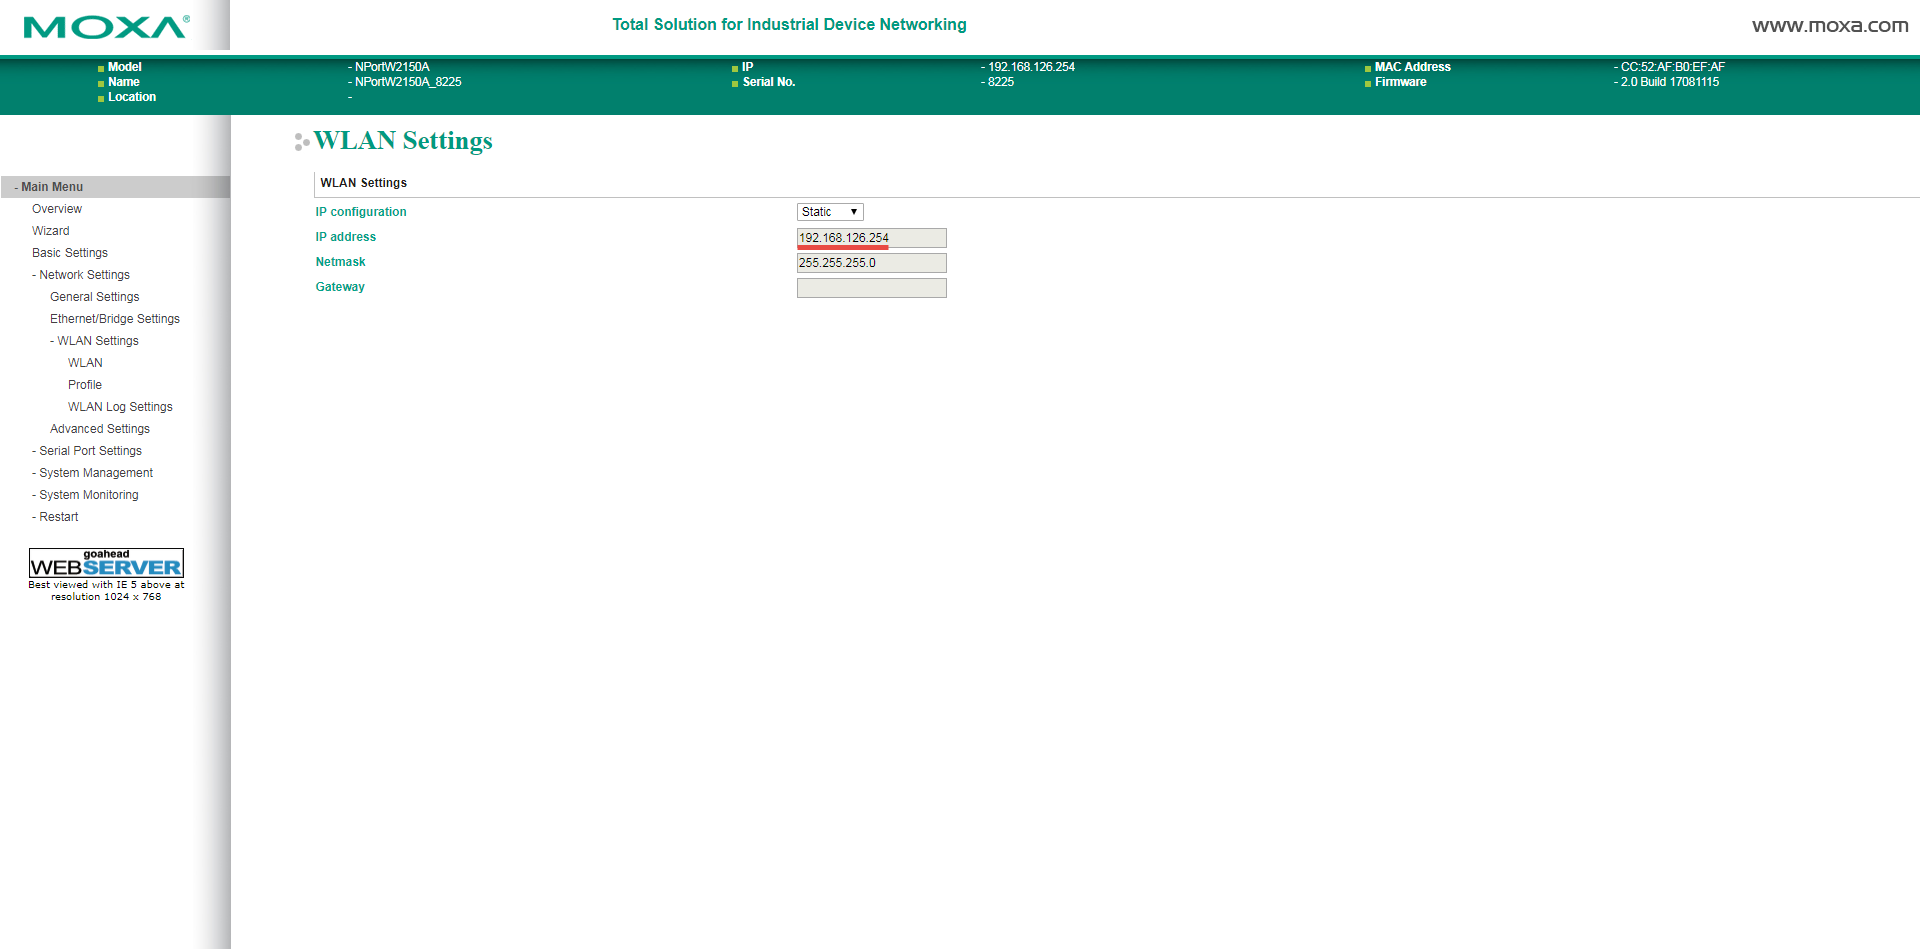 MOXA®
Total Solution for Industrial Device Networking
www.moxa.com
Model - NPortW2150A IP - 192.168.126.254 MAC Address - CC:52:AF:B0:EF:AF
Name - NPortW2150A_8225 Serial No. - 8225 Firmware - 2.0 Build 17081115
Location -
WLAN Settings
- Main Menu
Overview
Wizard
Basic Settings
- Network Settings
General Settings
Ethernet/Bridge Settings
- WLAN Settings
WLAN
Profile
WLAN Log Settings
Advanced Settings
- Serial Port Settings
- System Management
- System Monitoring
- Restart
goahead
WEBSERVER
Best viewed with IE 5 above at
resolution 1024 x 768
WLAN Settings
IP configuration Static
IP address 192.168.126.254
Netmask 255.255.255.0
Gateway